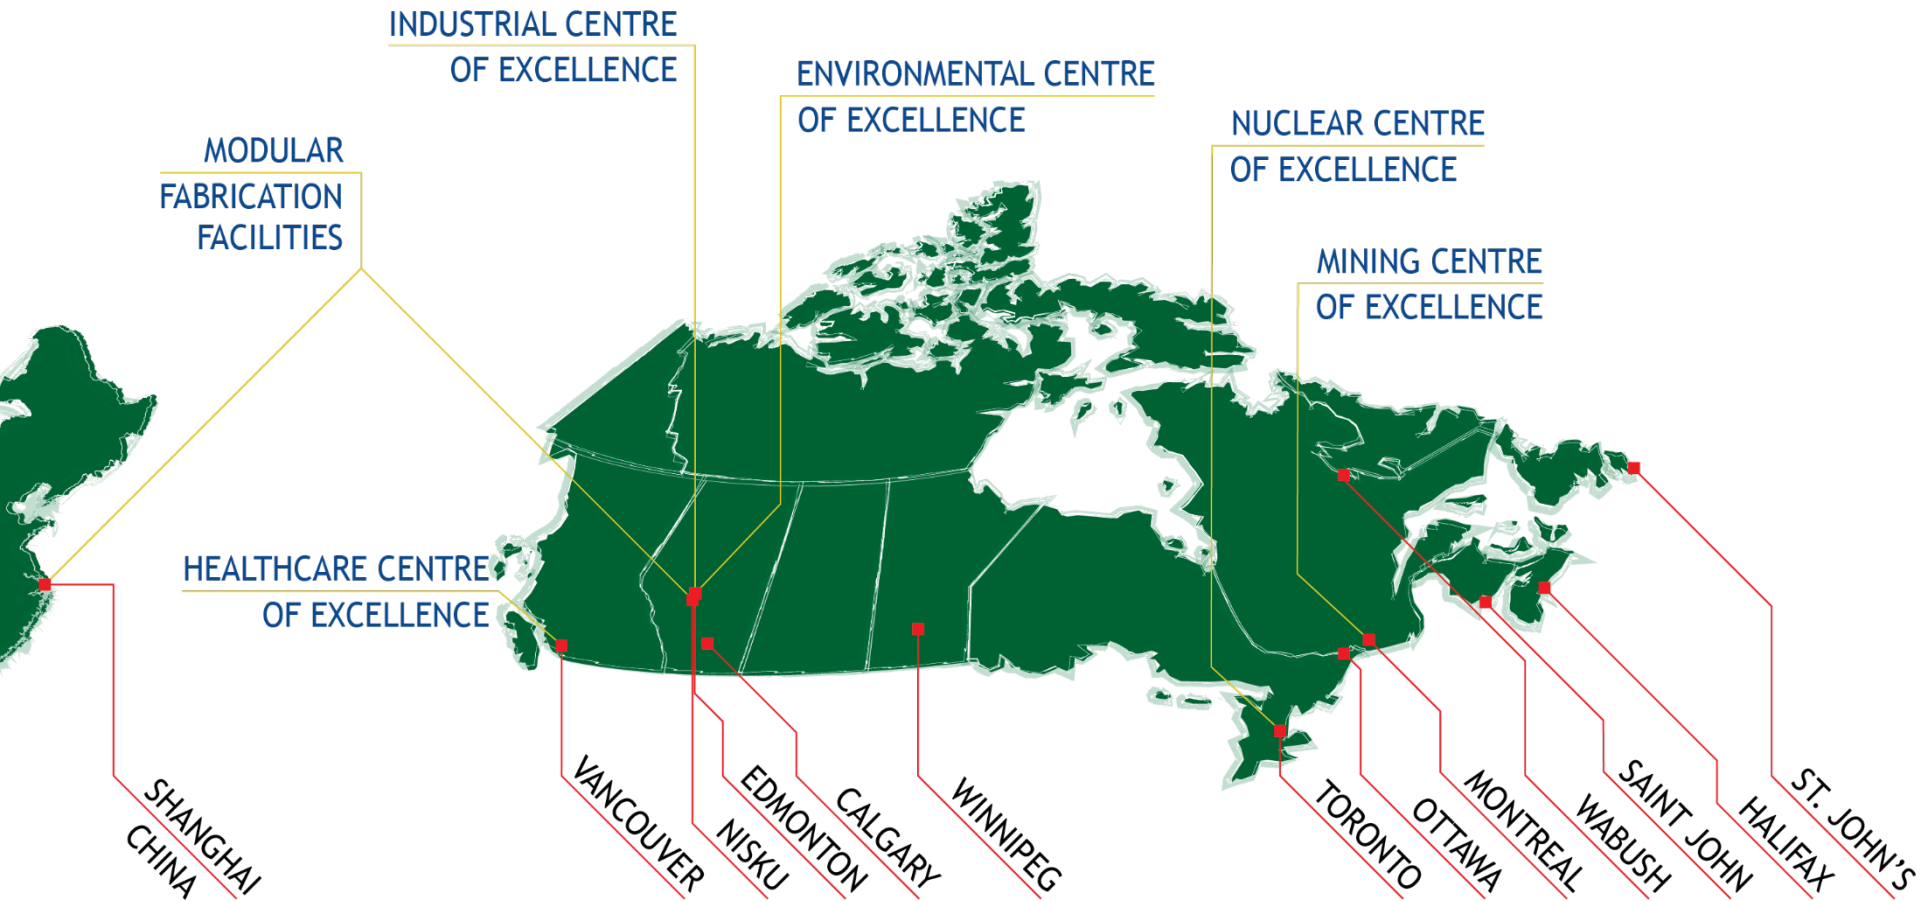 INDUSTRIAL CENTRE
OF EXCELLENCE
ENVIRONMENTAL CENTRE
OF EXCELLENCE
NUCLEAR CENTRE
OF EXCELLENCE
MODULAR
FABRICATION
FACILITIES
MINING CENTRE
OF EXCELLENCE
HEALTHCARE CENTRE
OF EXCELLENCE
SHANGHAI
CHINA
VANCOUVER
NISKU
EDMONTON
CALGARY
WINNIPEG
TORONTO
OTTAWA
MONTREAL
WABUSH
SAINT JOHN
HALIFAX
ST. JOHN'S